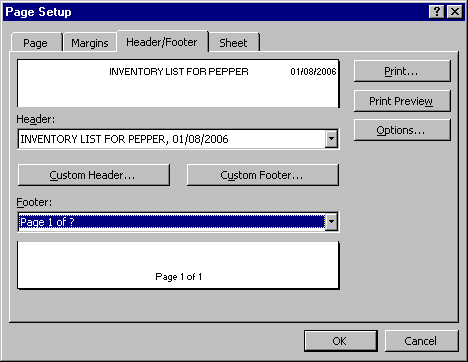 Page Setup
Page Margins Header/Footer Sheet
INVENTORY LIST FOR PEPPER 01/08/2006
Print...
Print Preview
Header:
INVENTORY LIST FOR PEPPER, 01/08/2006
Options...
Custom Header... Custom Footer...
Footer:
Page 1 of ?
Page 1 of 1
OK Cancel